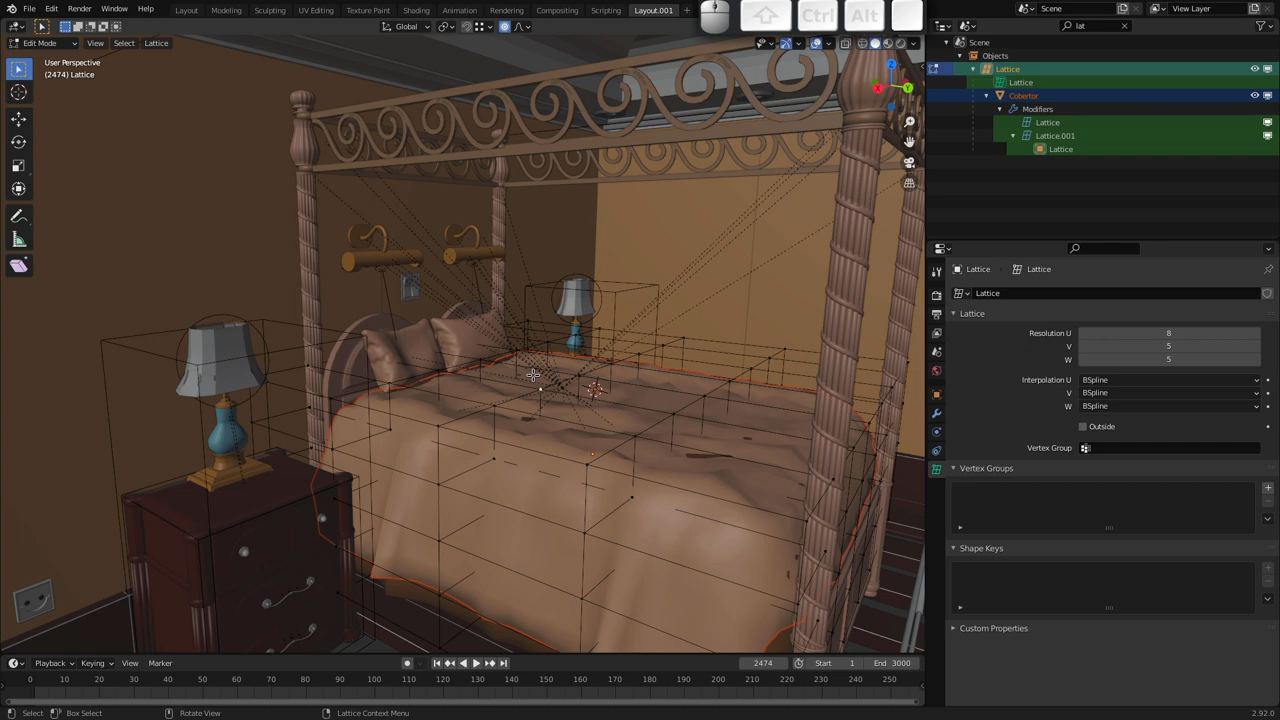 File Edit Render Window Help Layout Modeling Sculpting UV Editing Texture Paint Shading Animation Rendering Compositing Scripting Layout.001 +
Ctrl Alt
Scene View Layer
Global
lat
Edit Mode View Select Lattice
User Perspective
(2474) Lattice
Z
X
Y
Scene
Objects
Lattice
Lattice
Cobertor
Modifiers
Lattice
Lattice.001
Lattice
Lattice Lattice
Lattice
Lattice
Resolution U 8
V 5
W 5
Interpolation U BSpline
V BSpline
W BSpline
Outside
Vertex Group
Vertex Groups
Shape Keys
Custom Properties
Playback Keying View Marker 2474 Start 1 End 3000
0 10 20 30 40 50 60 70 80 90 100 110 120 130 140 150 160 170 180 190 200 210 220 230 240 250
Select Box Select Rotate View Lattice Context Menu 2.92.0